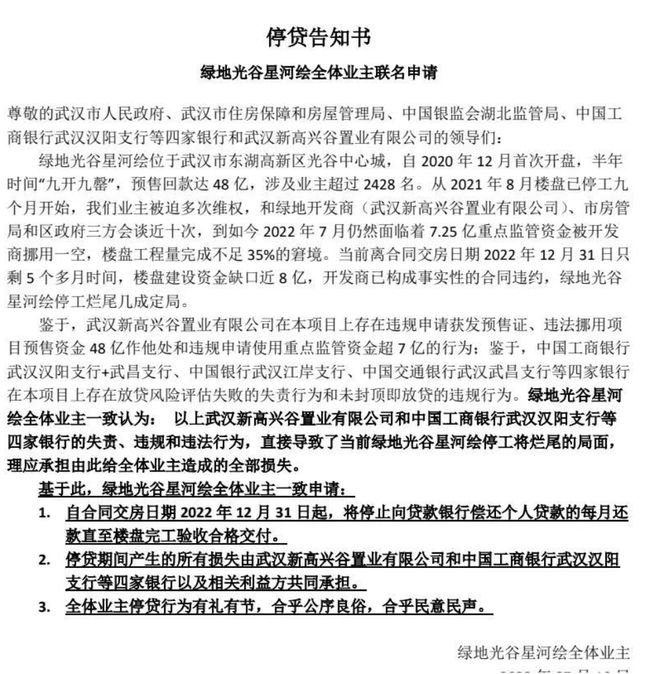 停贷告知书
绿地光谷星河绘全体业主联名申请
尊敬的武汉市人民政府、武汉市住房保障和房屋管理局、中国银监会湖北监管局、中国工
商银行武汉汉阳支行等四家银行和武汉新高兴谷置业有限公司的领导们：
绿地光谷星河绘位于武汉市东湖高新区光谷中心城，自 2020 年 12 月首次开盘，半年
时间“九开九罄”，预售回款达 48 亿，涉及业主超过 2428 名。从 2021 年 8 月楼盘已停工九
个月开始，我们业主被迫多次维权，和绿地开发商（武汉新高兴谷置业有限公司）、市房管
局和区政府三方会谈近十次，到如今 2022 年 7 月仍然面临着 7.25 亿重点监管资金被开发
商挪用一空，楼盘工程量完成不足 35%的窘境。当前离合同交房日期 2022 年 12 月 31 日只
剩 5 个多月时间，楼盘建设资金缺口近 8 亿，开发商已构成事实性的合同违约，绿地光谷
星河绘停工烂尾几成定局。
鉴于，武汉新高兴谷置业有限公司在本项目上存在违规申请获发预售证、违法挪用项
目预售资金 48 亿作他处和违规申请使用重点监管资金超 7 亿的行为；鉴于，中国工商银行
武汉汉阳支行+武昌支行、中国银行武汉江岸支行、中国交通银行武汉武昌支行等四家银行
在本项目上存在放贷风险评估失败的失责行为和未封顶即放贷的违规行为。绿地光谷星河
绘全体业主一致认为： 以上武汉新高兴谷置业有限公司和中国工商银行武汉汉阳支行等
四家银行的失责、违规和违法行为，直接导致了当前绿地光谷星河绘停工将烂尾的局面，
理应承担由此给全体业主造成的全部损失。
基于此，绿地光谷星河绘全体业主一致申请：
1. 自合同交房日期 2022 年 12 月 31 日起，将停止向贷款银行偿还个人贷款的每月还
款直至楼盘完工验收合格交付。
2. 停贷期间产生的所有损失由武汉新高兴谷置业有限公司和中国工商银行武汉汉阳
支行等四家银行以及相关利益方共同承担。
3. 全体业主停贷行为有礼有节，合乎公序良俗，合乎民意民声。
绿地光谷星河绘全体业主